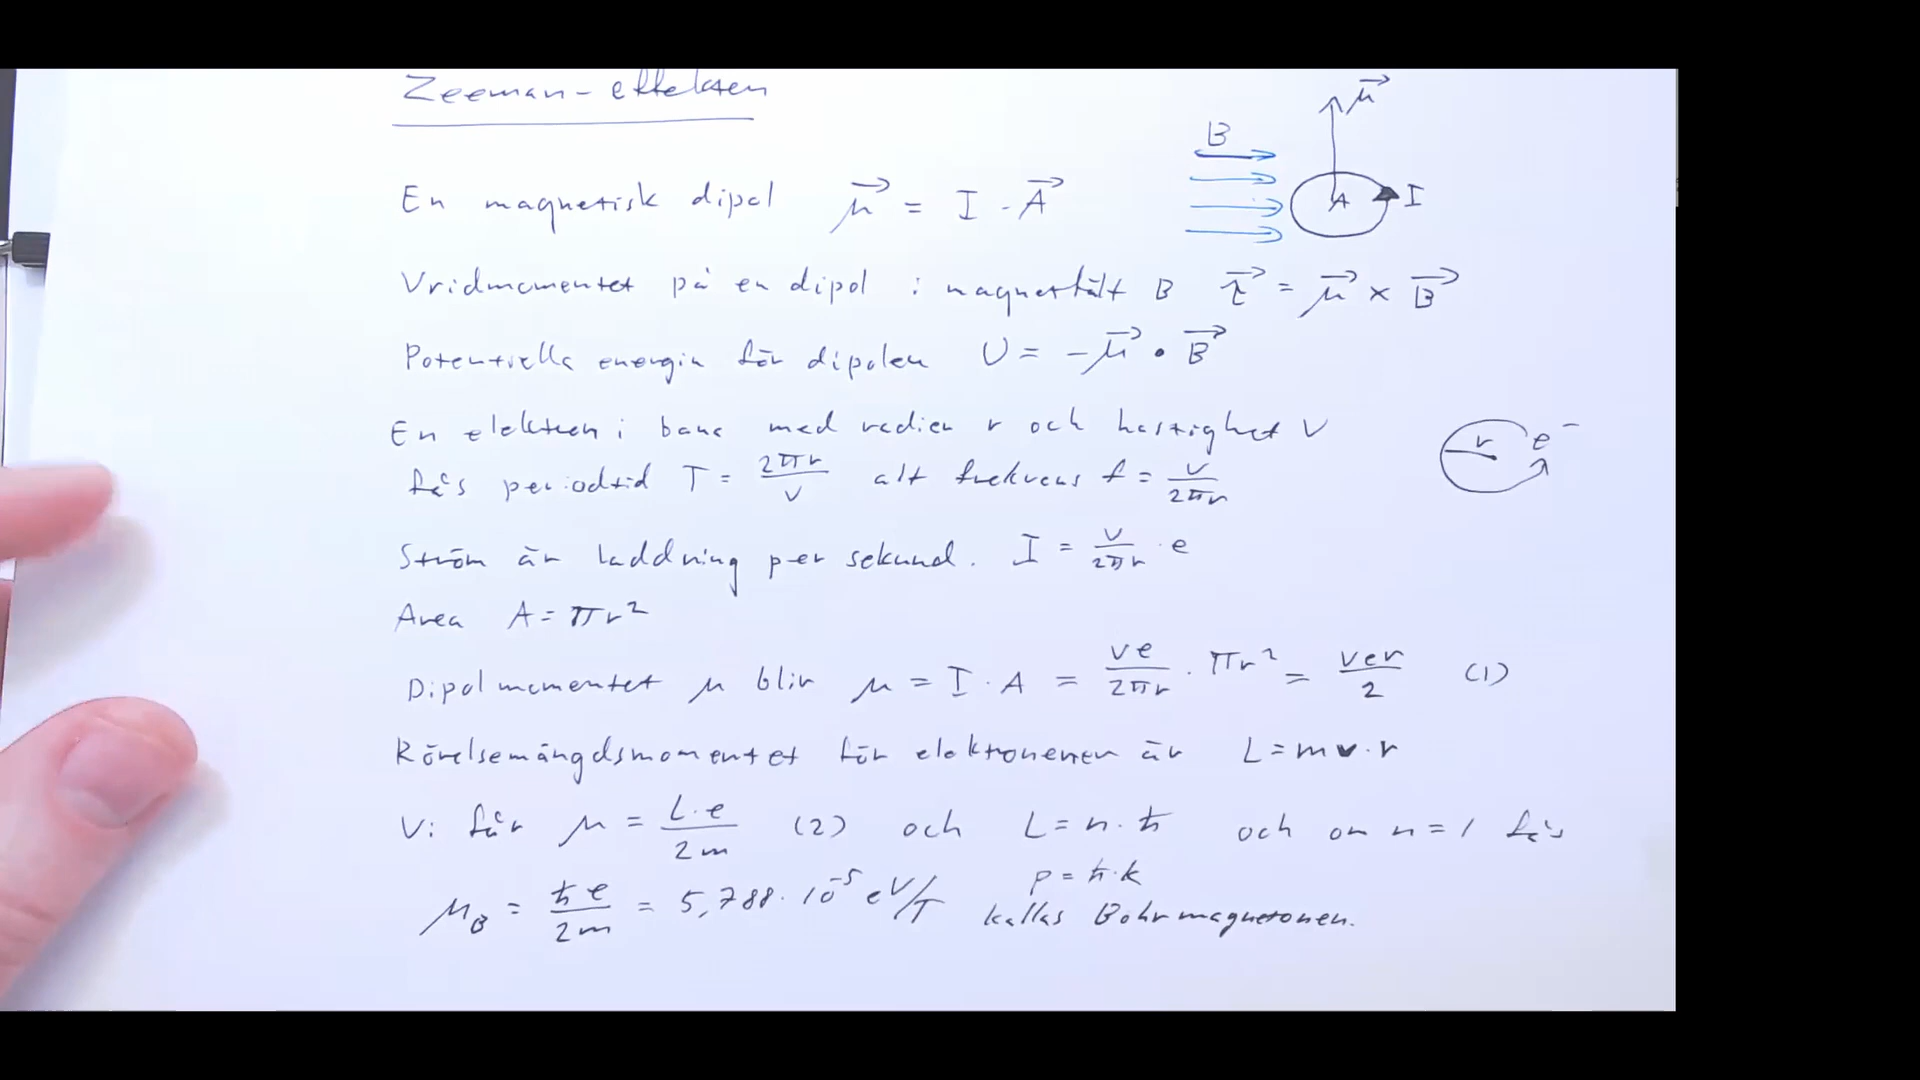 Zeeman-effekten
En magnetisk dipol μ⃗ = I · A⃗
B
μ⃗
A
I
Vridmomentet på en dipol i magnetfält B τ⃗ = μ⃗ × B⃗
Potentiella energin för dipolen U = -μ⃗ • B⃗
En elektron i bana med radien r och hastighet v
fås periodtid T = 2πr/v alt frekvens f = v/2πr
r e⁻
Ström är laddning per sekund. I = v/2πr · e
Area A = πr²
Dipolmomentet μ blir μ = I · A = ve/2πr · πr² = ver/2 (1)
Rörelsemängdsmomentet för elektronenen är L = mv·r
Vi får μ = L·e/2m (2) och L = n·ħ och om n = 1 fås
p = ħ·k
μ_B = ħe/2m = 5,788·10⁻⁵ eV/T kallas Bohrmagnetonen.